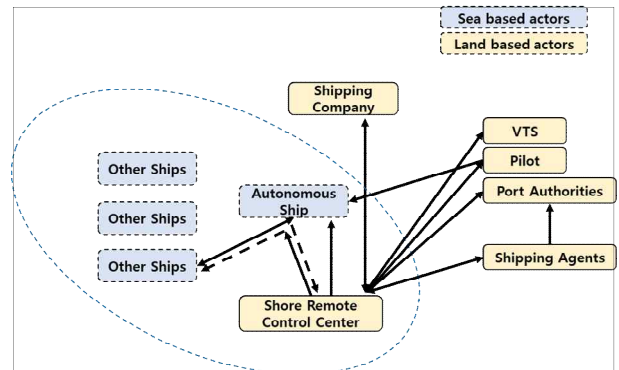 Sea based actors
Land based actors
Shipping
Company
VTS
Pilot
Other Ships
Port Authorities
Autonomous
Ship
Other Ships
Shipping Agents
Other Ships
Shore Remote
Control Center